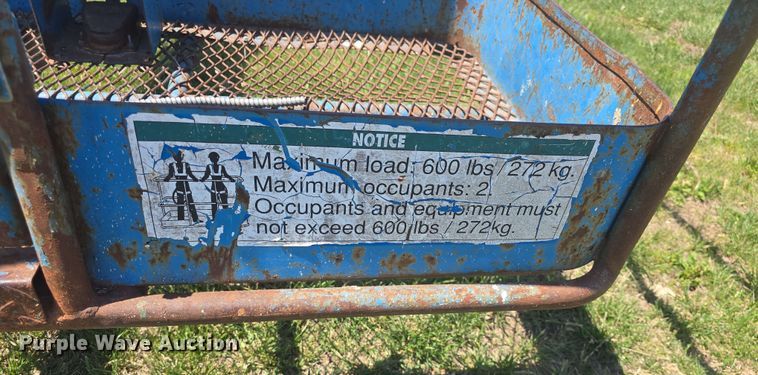 NOTICE
Maximum load: 600 lbs / 272 kg.
Maximum occupants: 2
Occupants and equipment must
not exceed 600 lbs / 272kg.
Purple Wave Auction